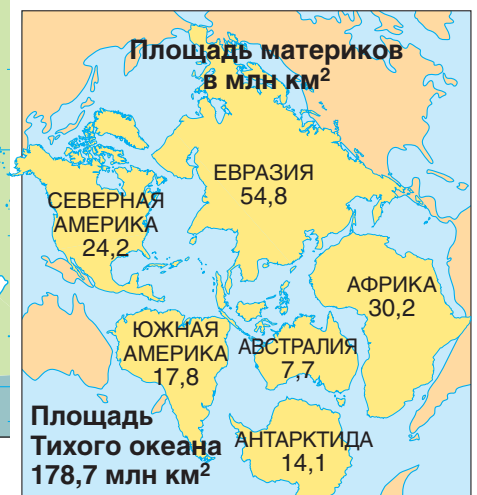 Площадь материков
в млн км²
ЕВРАЗИЯ
54,8
СЕВЕРНАЯ
АМЕРИКА
24,2
АФРИКА
30,2
ЮЖНАЯ
АМЕРИКА
17,8
АВСТРАЛИЯ
7,7
АНТАРКТИДА
14,1
Площадь
Тихого океана
178,7 млн км²